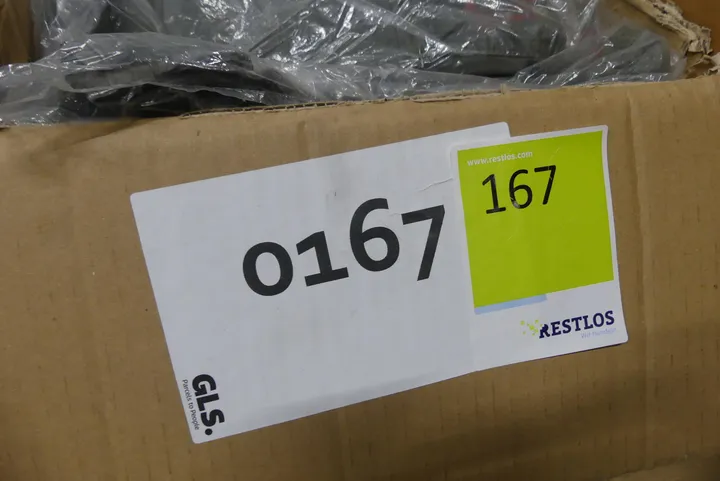 0167
GLS.
Parcels to People
www.restlos.com
167
RESTLOS